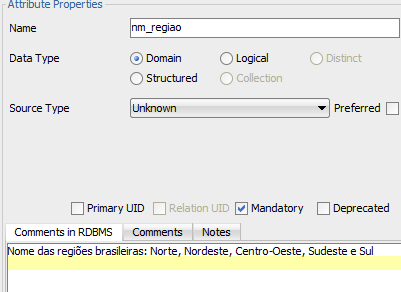 Attribute Properties
Name nm_regiao
Data Type Domain Logical Distinct
Structured Collection
Source Type Unknown Preferred
Primary UID Relation UID Mandatory Deprecated
Comments in RDBMS Comments Notes
Nome das regiões brasileiras: Norte, Nordeste, Centro-Oeste, Sudeste e Sul